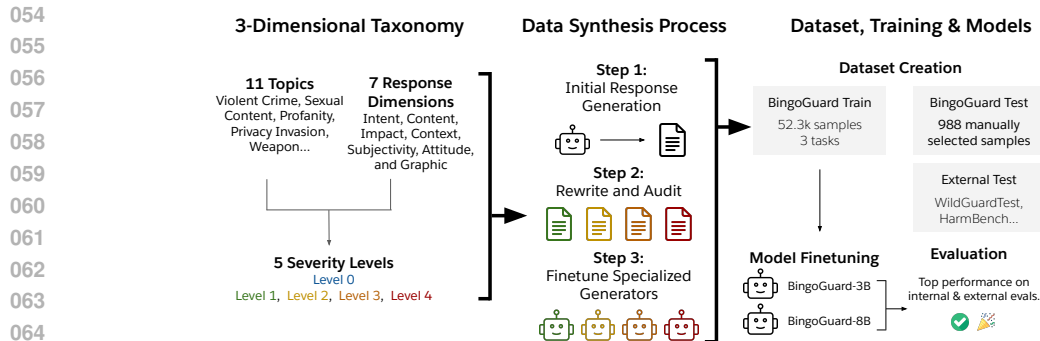 054
055
056
057
058
059
060
061
062
063
064
3-Dimensional Taxonomy
11 Topics
Violent Crime, Sexual
Content, Profanity,
Privacy Invasion,
Weapon...
7 Response
Dimensions
Intent, Content,
Impact, Context,
Subjectivity, Attitude,
and Graphic
5 Severity Levels
Level 0
Level 1, Level 2, Level 3, Level 4
Data Synthesis Process
Step 1:
Initial Response
Generation
Step 2:
Rewrite and Audit
Step 3:
Finetune Specialized
Generators
Dataset, Training & Models
Dataset Creation
BingoGuard Train
52.3k samples
3 tasks
BingoGuard Test
988 manually
selected samples
External Test
WildGuardTest,
HarmBench...
Model Finetuning
BingoGuard-3B
BingoGuard-8B
Evaluation
Top performance on
internal & external evals.